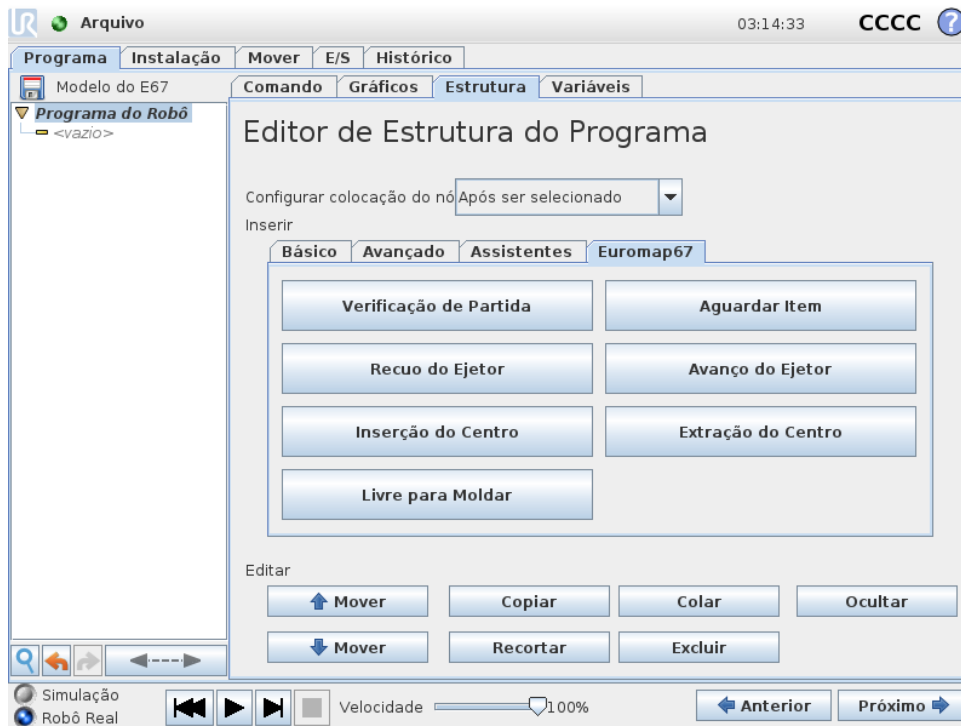 UR Arquivo 03:14:33 CCCC ?
Programa Instalação Mover E/S Histórico
Modelo do E67
Comando Gráficos Estrutura Variáveis
Programa do Robô
<vazio>
Editor de Estrutura do Programa
Configurar colocação do nó Após ser selecionado
Inserir
Básico Avançado Assistentes Euromap67
Verificação de Partida Aguardar Item
Recuo do Ejetor Avanço do Ejetor
Inserção do Centro Extração do Centro
Livre para Moldar
Editar
Mover Copiar Colar Ocultar
Mover Recortar Excluir
Simulação
Robô Real
Velocidade 100% Anterior Próximo